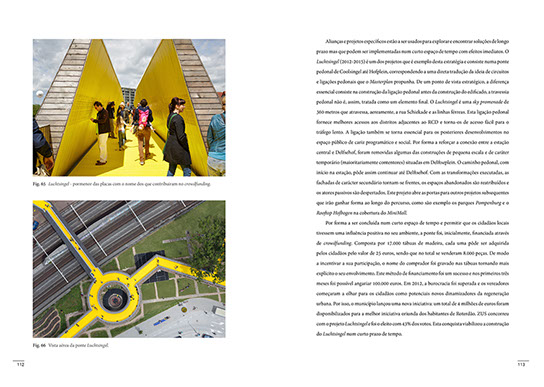 Fig. 65 Luchtsingel - pormenor das placas com o nome dos que contribuíram no crowdfunding.
Fig. 66 Vista aérea da ponte Luchtsingel.
112
Alianças e projetos específicos estão a ser usados para explorar e encontrar soluções de longo
prazo mas que podem ser implementadas num curto espaço de tempo com efeitos imediatos. O
Luchtsingel (2012-2015) é um dos projetos que é exemplo desta estratégia e consiste numa ponte
pedonal de Coolsingel até Hofplein, correspondendo a uma direta tradução da ideia de circuitos
e ligações pedonais que o Masterplan propunha. De um ponto de vista estratégico, a diferença
essencial consiste na construção da ligação pedonal antes da construção do edificado, a travessia
pedonal não é, assim, tratada como um elemento final. O Luchtsingel é uma sky promenade de
360 metros que atravessa, aereamente, a rua Schiekade e as linhas férreas. Esta ligação pedonal
fornece melhores acessos aos distritos adjacentes ao RCD e tornou-os de acesso fácil para o
tráfego lento. A ligação também se torna essencial para os posteriores desenvolvimentos no
espaço público de cariz programático e social. Por forma a reforçar a conexão entre a estação
central e Delftsehof, foram removidas algumas das construções de pequena escala e de caráter
temporário (maioritariamente comentores) situadas em Delftseplein. O caminho pedonal, com
início na estação, pôde assim continuar até Delftsehof. Com as transformações executadas, as
fachadas de carácter secundário tornam-se frentes, os espaços abandonados são nutribuídos e
os atores passivos são despertados. Este projeto abre as portas para outros projetos subsequentes
que irão ganhar forma ao longo do percurso, como são os parques Pompenburg e o
Rooftop Hofbogen na cobertura do MiniMall.
Por forma a ser concluída num curto espaço de tempo e permitir que os cidadãos locais
tivessem uma influência positiva no seu ambiente, a ponte foi, inicialmente, financiada através
de crowdfunding. Composta por 17.000 tábuas de madeira, cada uma pôde ser adquirida
pelos cidadãos pelo valor de 25 euros, sendo que no total se venderam 8.000 peças. De modo
a incentivar a sua participação, o nome do comprador foi gravado nas tábuas tornando mais
explícito o seu envolvimento. Este método de financiamento foi um sucesso e nos primeiros três
meses foi possível angariar 100.000 euros. Em 2012, a burocracia foi superada e os vereadores
começaram a olhar para os cidadãos como potenciais novos dinamizadores da regeneração
urbana. Por isso, o município lançou uma nova iniciativa: um total de 4 milhões de euros foram
disponibilizados para a melhor iniciativa oriunda dos habitantes de Roterdão. ZUS concorreu
com o projeto Luchtsingel e foi o eleito com 43% dos votos. Esta conquista viabilizou a construção
do Luchtsingel num curto prazo de tempo.
113